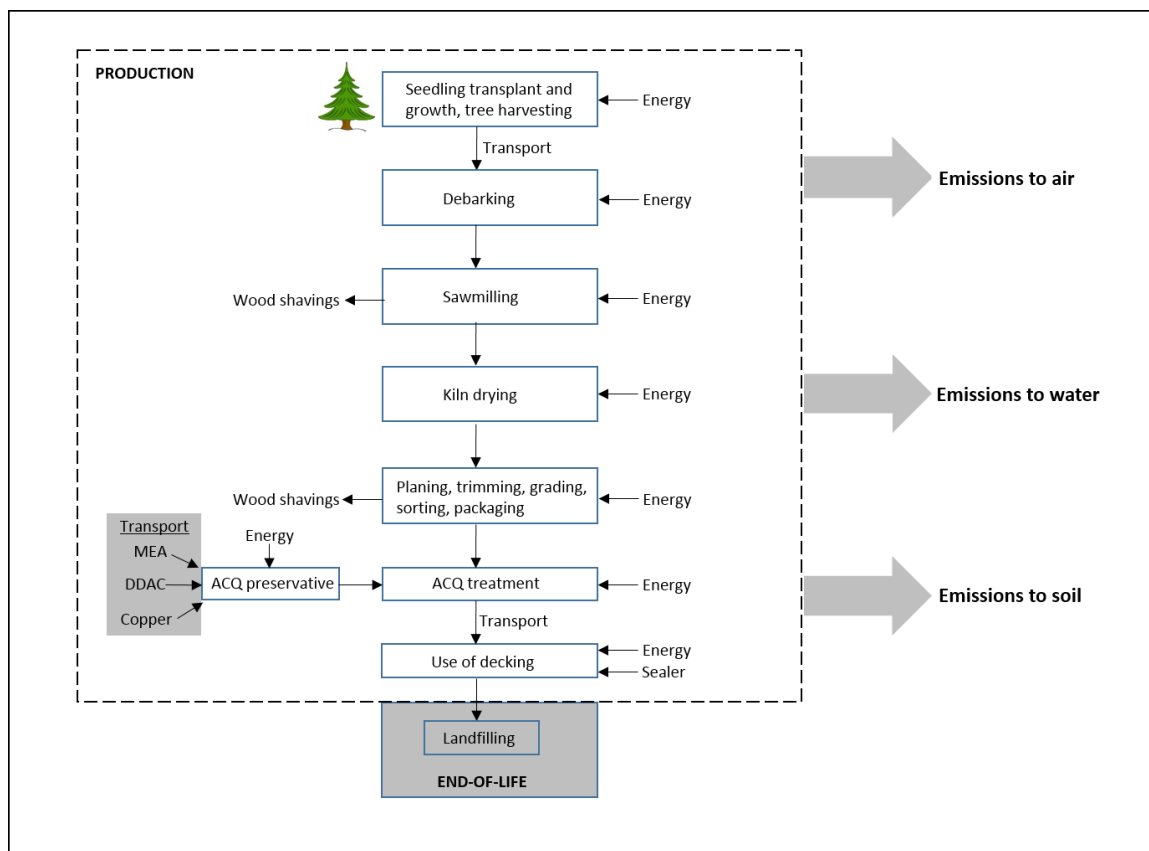 PRODUCTION
Seedling transplant and
growth, tree harvesting
Energy
Transport
Emissions to air
Debarking
Energy
Wood shavings
Sawmilling
Energy
Kiln drying
Energy
Emissions to water
Wood shavings
Planing, trimming, grading,
sorting, packaging
Energy
Transport
MEA
DDAC
Copper
Energy
ACQ preservative
ACQ treatment
Energy
Emissions to soil
Transport
Use of decking
Energy
Sealer
Landfilling
END-OF-LIFE